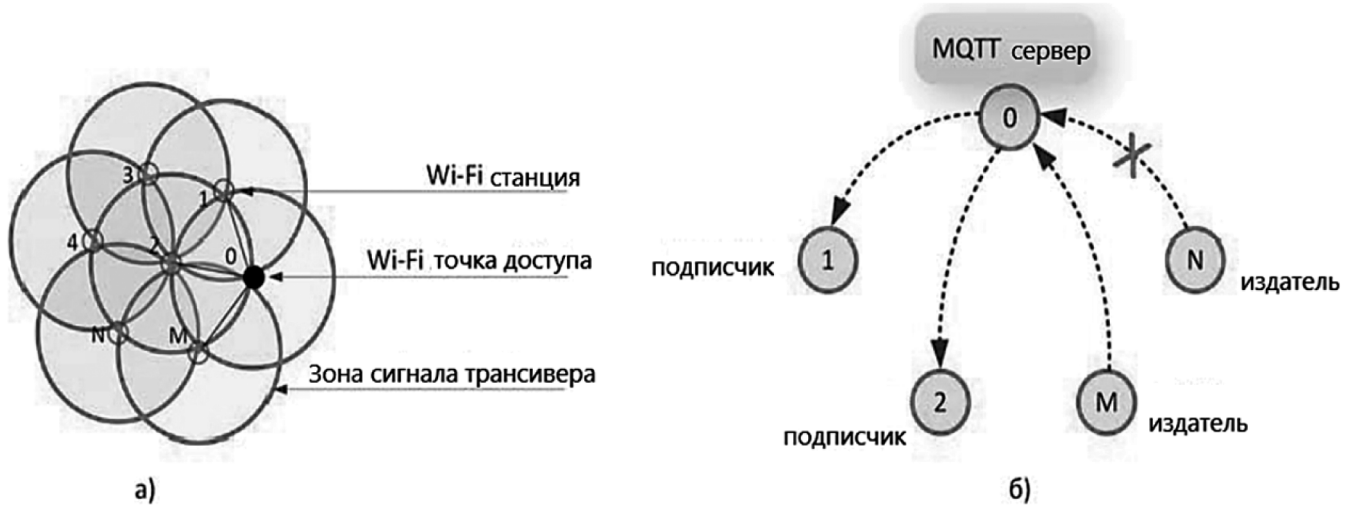 3
1
4
2
0
N
M
Wi-Fi станция
Wi-Fi точка доступа
Зона сигнала трансивера
а)
MQTT сервер
0
1
подписчик
N
издатель
2
подписчик
M
издатель
б)